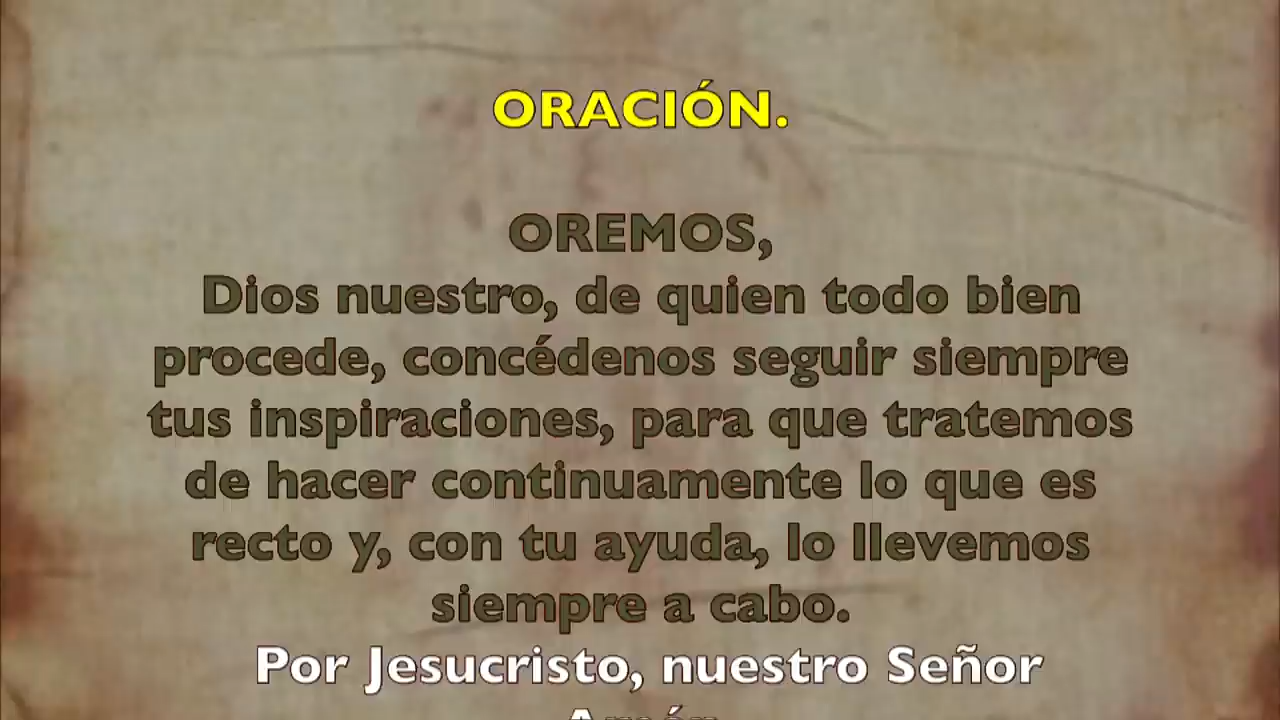 ORACIÓN.
OREMOS,
Dios nuestro, de quien todo bien
procede, concédenos seguir siempre
tus inspiraciones, para que tratemos
de hacer continuamente lo que es
recto y, con tu ayuda, lo llevemos
siempre a cabo.
Por Jesucristo, nuestro Señor